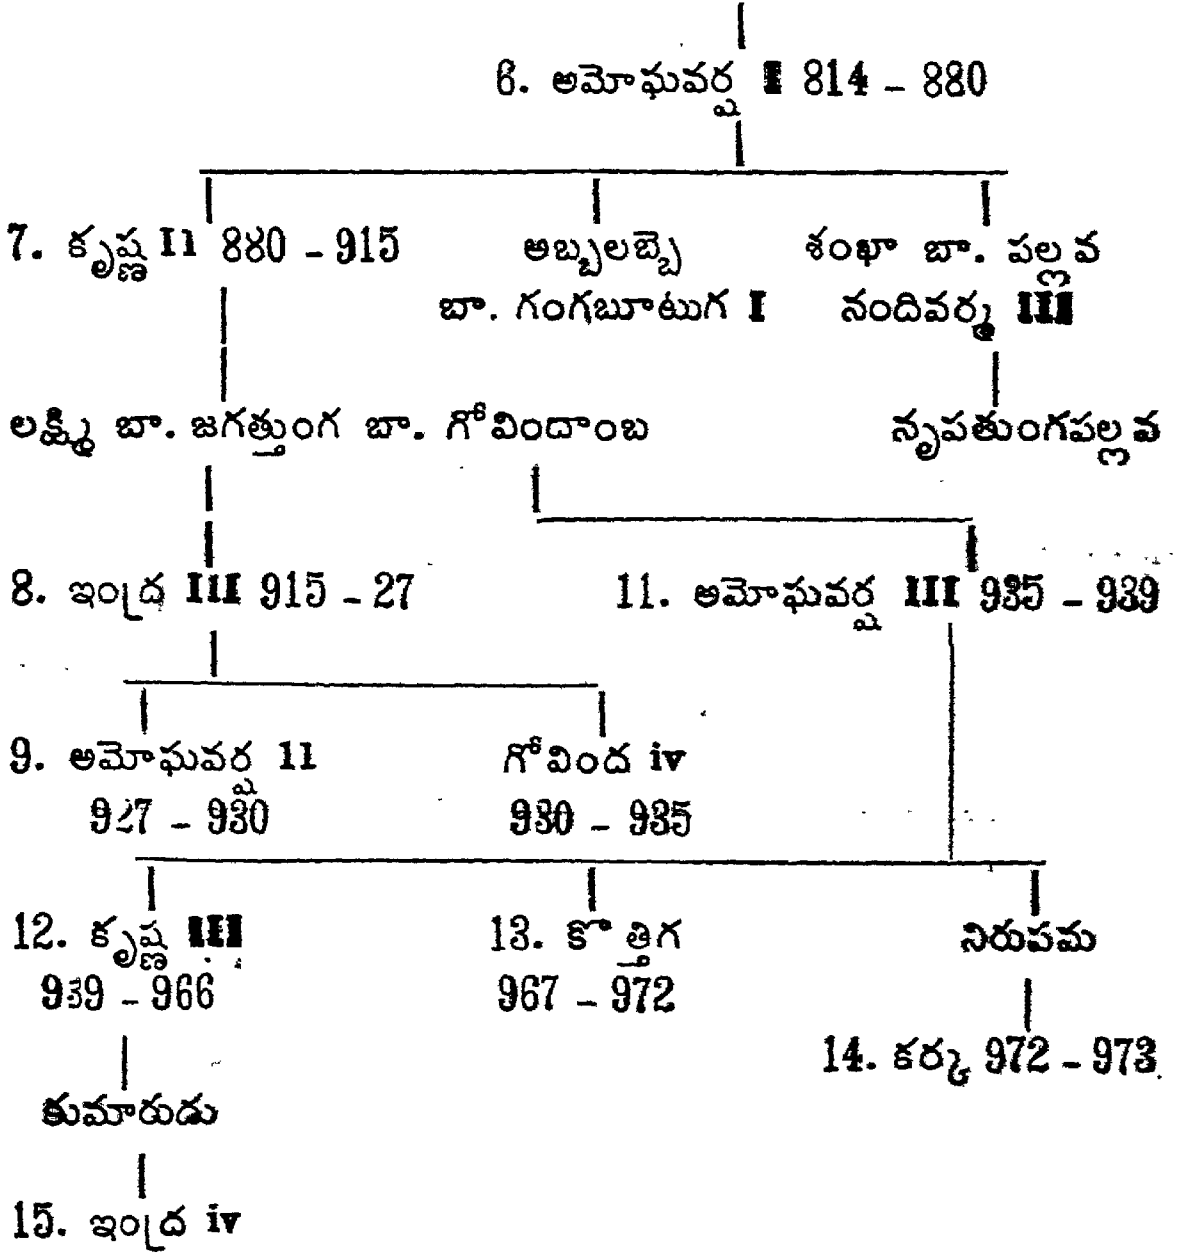 6. అమోఘవర్ష I 814 - 880
7. కృష్ణ II 880 - 915 అబ్బలబ్బె శంఖా బా. పల్లవ
బా. గంగబూటుగ I నందివర్మ III
లక్ష్మి బా. జగత్తుంగ బా. గోవిందాంబ నృపతుంగపల్లవ
8. ఇంద్ర III 915 - 27 11. అమోఘవర్ష III 935 - 939
9. అమోఘవర్ష 11 గోవింద iv
927 - 930 930 - 935
12. కృష్ణ III 13. కొత్తిగ నిరుపమ
939 - 966 967 - 972
14. కర్క 972 - 973
కుమారుడు
15. ఇంద్ర iv